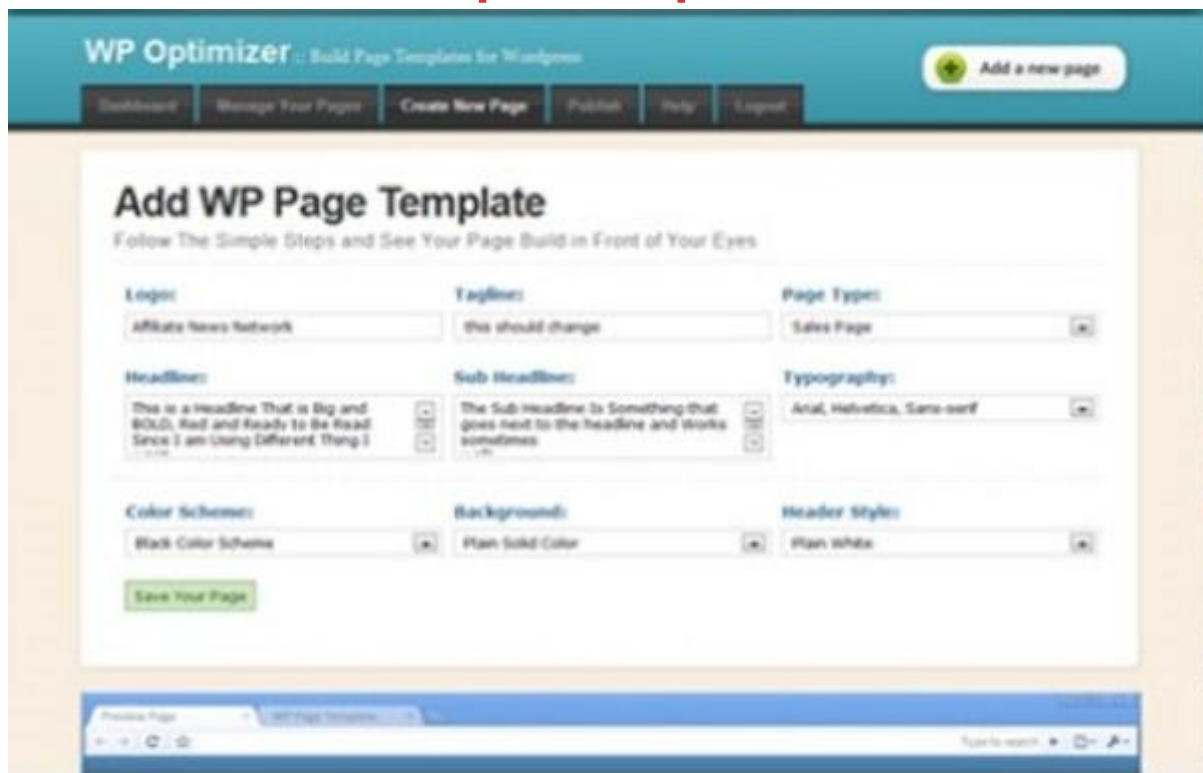 WP Optimizer :: Build Page Templates for Wordpress
Add a new page
Dashboard Manage Your Pages Create New Page Publish Help Logout
Add WP Page Template
Follow The Simple Steps and See Your Page Build in Front of Your Eyes
Logo: Tagline: Page Type:
Affiliate News Network this should change Sales Page
Headline: Sub Headline: Typography:
This is a Headline That is Big and The Sub Headline Is Something that Arial, Helvetica, Sans-serif
BOLD, Red and Ready to Be Read goes next to the headline and Works
Since I am Using Different Thing I sometimes
Color Scheme: Background: Header Style:
Black Color Scheme Plain Solid Color Plain White
Save Your Page
Preview Page WP Page Template
Type to search